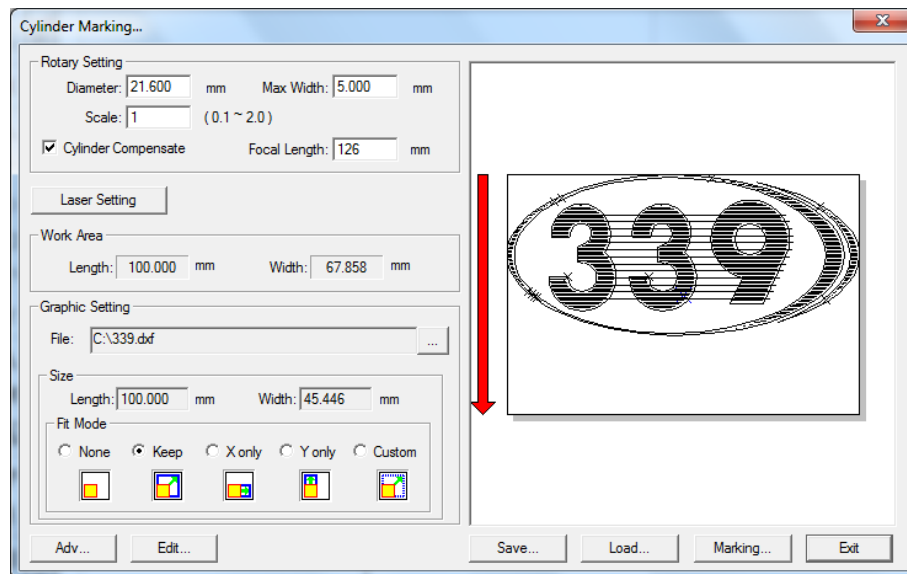 Cylinder Marking...
Rotary Setting
Diameter: 21.600 mm Max Width: 5.000 mm
Scale: 1 ( 0.1 ~ 2.0 )
Cylinder Compensate Focal Length: 126 mm
Laser Setting
Work Area
Length: 100.000 mm Width: 67.858 mm
Graphic Setting
File: C:\339.dxf ...
Size
Length: 100.000 mm Width: 45.446 mm
Fit Mode
None Keep X only Y only Custom
339
Adv... Edit... Save... Load... Marking... Exit